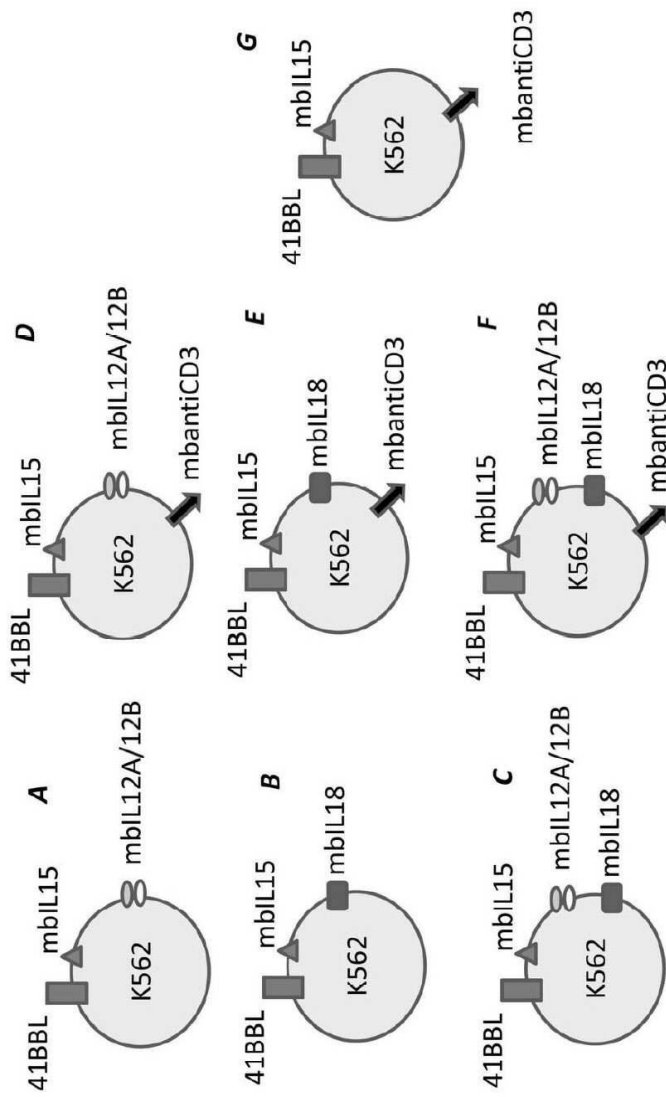 A
41BBL
mbIL15
mbIL12A/12B
K562
B
41BBL
mbIL15
mbIL18
K562
C
41BBL
mbIL15
mbIL12A/12B
K562
mbIL18
D
41BBL
mbIL15
mbIL12A/12B
K562
mbantiCD3
E
41BBL
mbIL15
mbIL18
K562
mbantiCD3
F
41BBL
mbIL15
mbIL12A/12B
K562
mbIL18
mbantiCD3
G
41BBL
mbIL15
K562
mbantiCD3